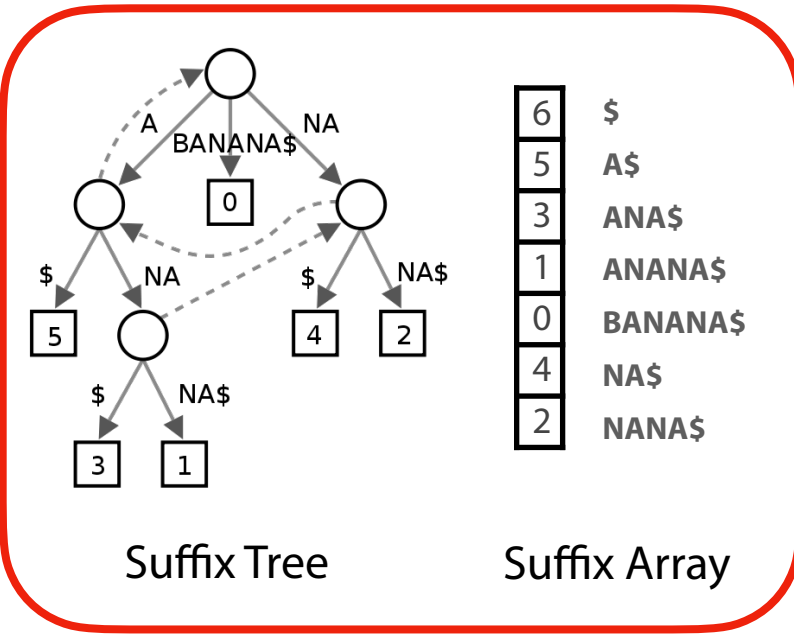 A
BANANA$
NA
0
$
NA
$
NA$
5
4
2
$
NA$
3
1
Suffix Tree
6 $
5 A$
3 ANA$
1 ANANA$
0 BANANA$
4 NA$
2 NANA$
Suffix Array